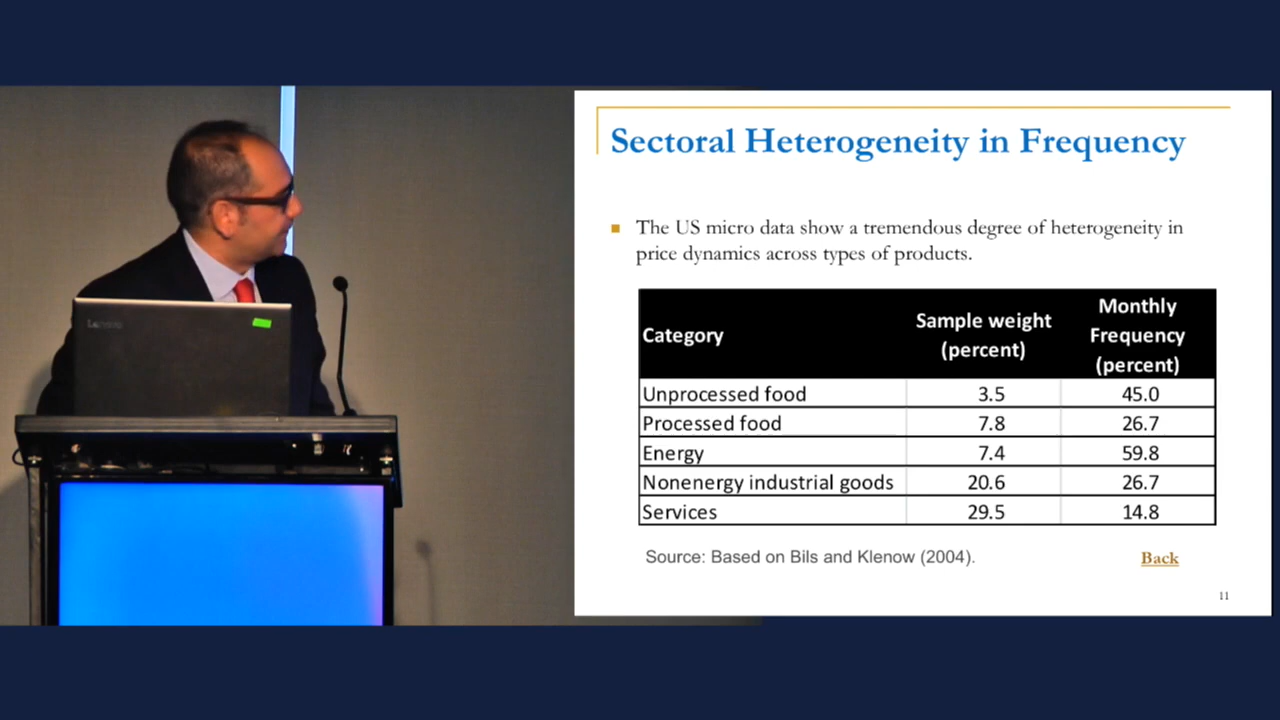 Sectoral Heterogeneity in Frequency
■ The US micro data show a tremendous degree of heterogeneity in
price dynamics across types of products.
Category Sample weight (percent) Monthly Frequency (percent)
Unprocessed food 3.5 45.0
Processed food 7.8 26.7
Energy 7.4 59.8
Nonenergy industrial goods 20.6 26.7
Services 29.5 14.8
Source: Based on Bils and Klenow (2004).
Back
11
Lenovo